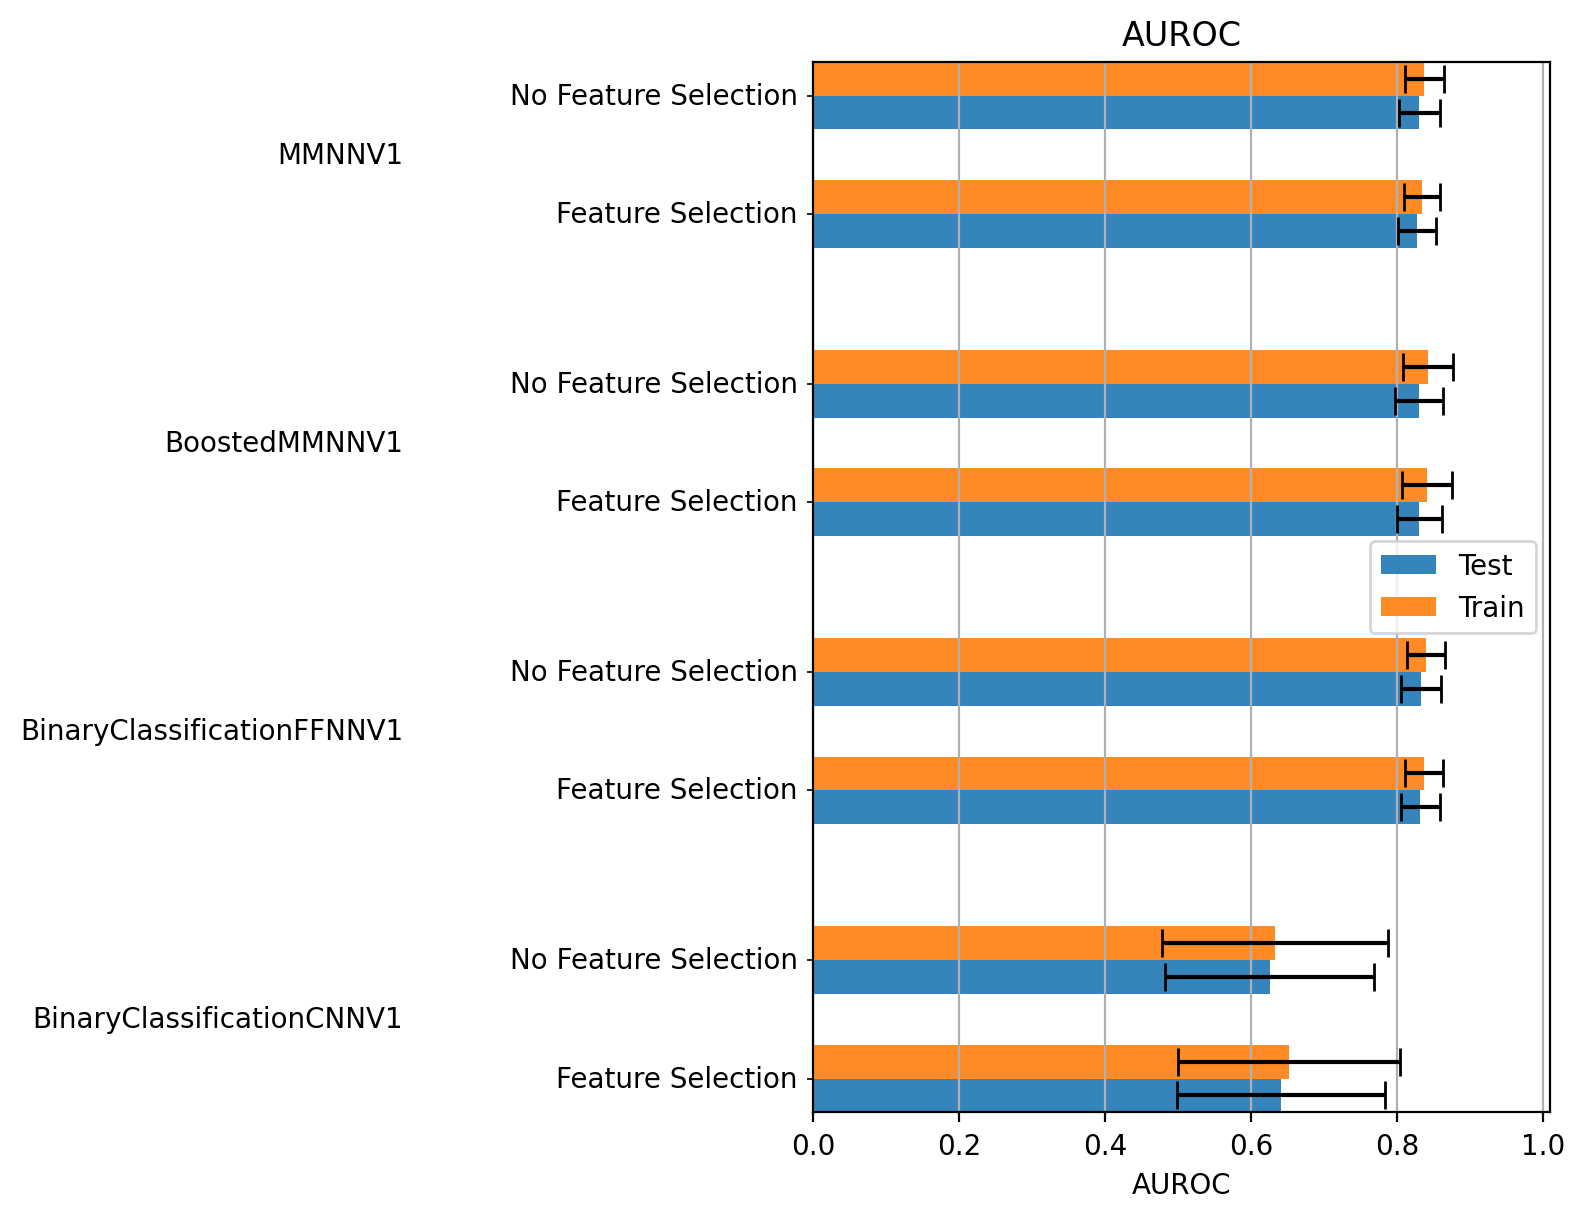 AUROC
No Feature Selection
MMNNV1
Feature Selection
No Feature Selection
BoostedMMNNV1
Feature Selection
Test
Train
No Feature Selection
BinaryClassificationFFNNV1
Feature Selection
No Feature Selection
BinaryClassificationCNNV1
Feature Selection
0.0 0.2 0.4 0.6 0.8 1.0
AUROC